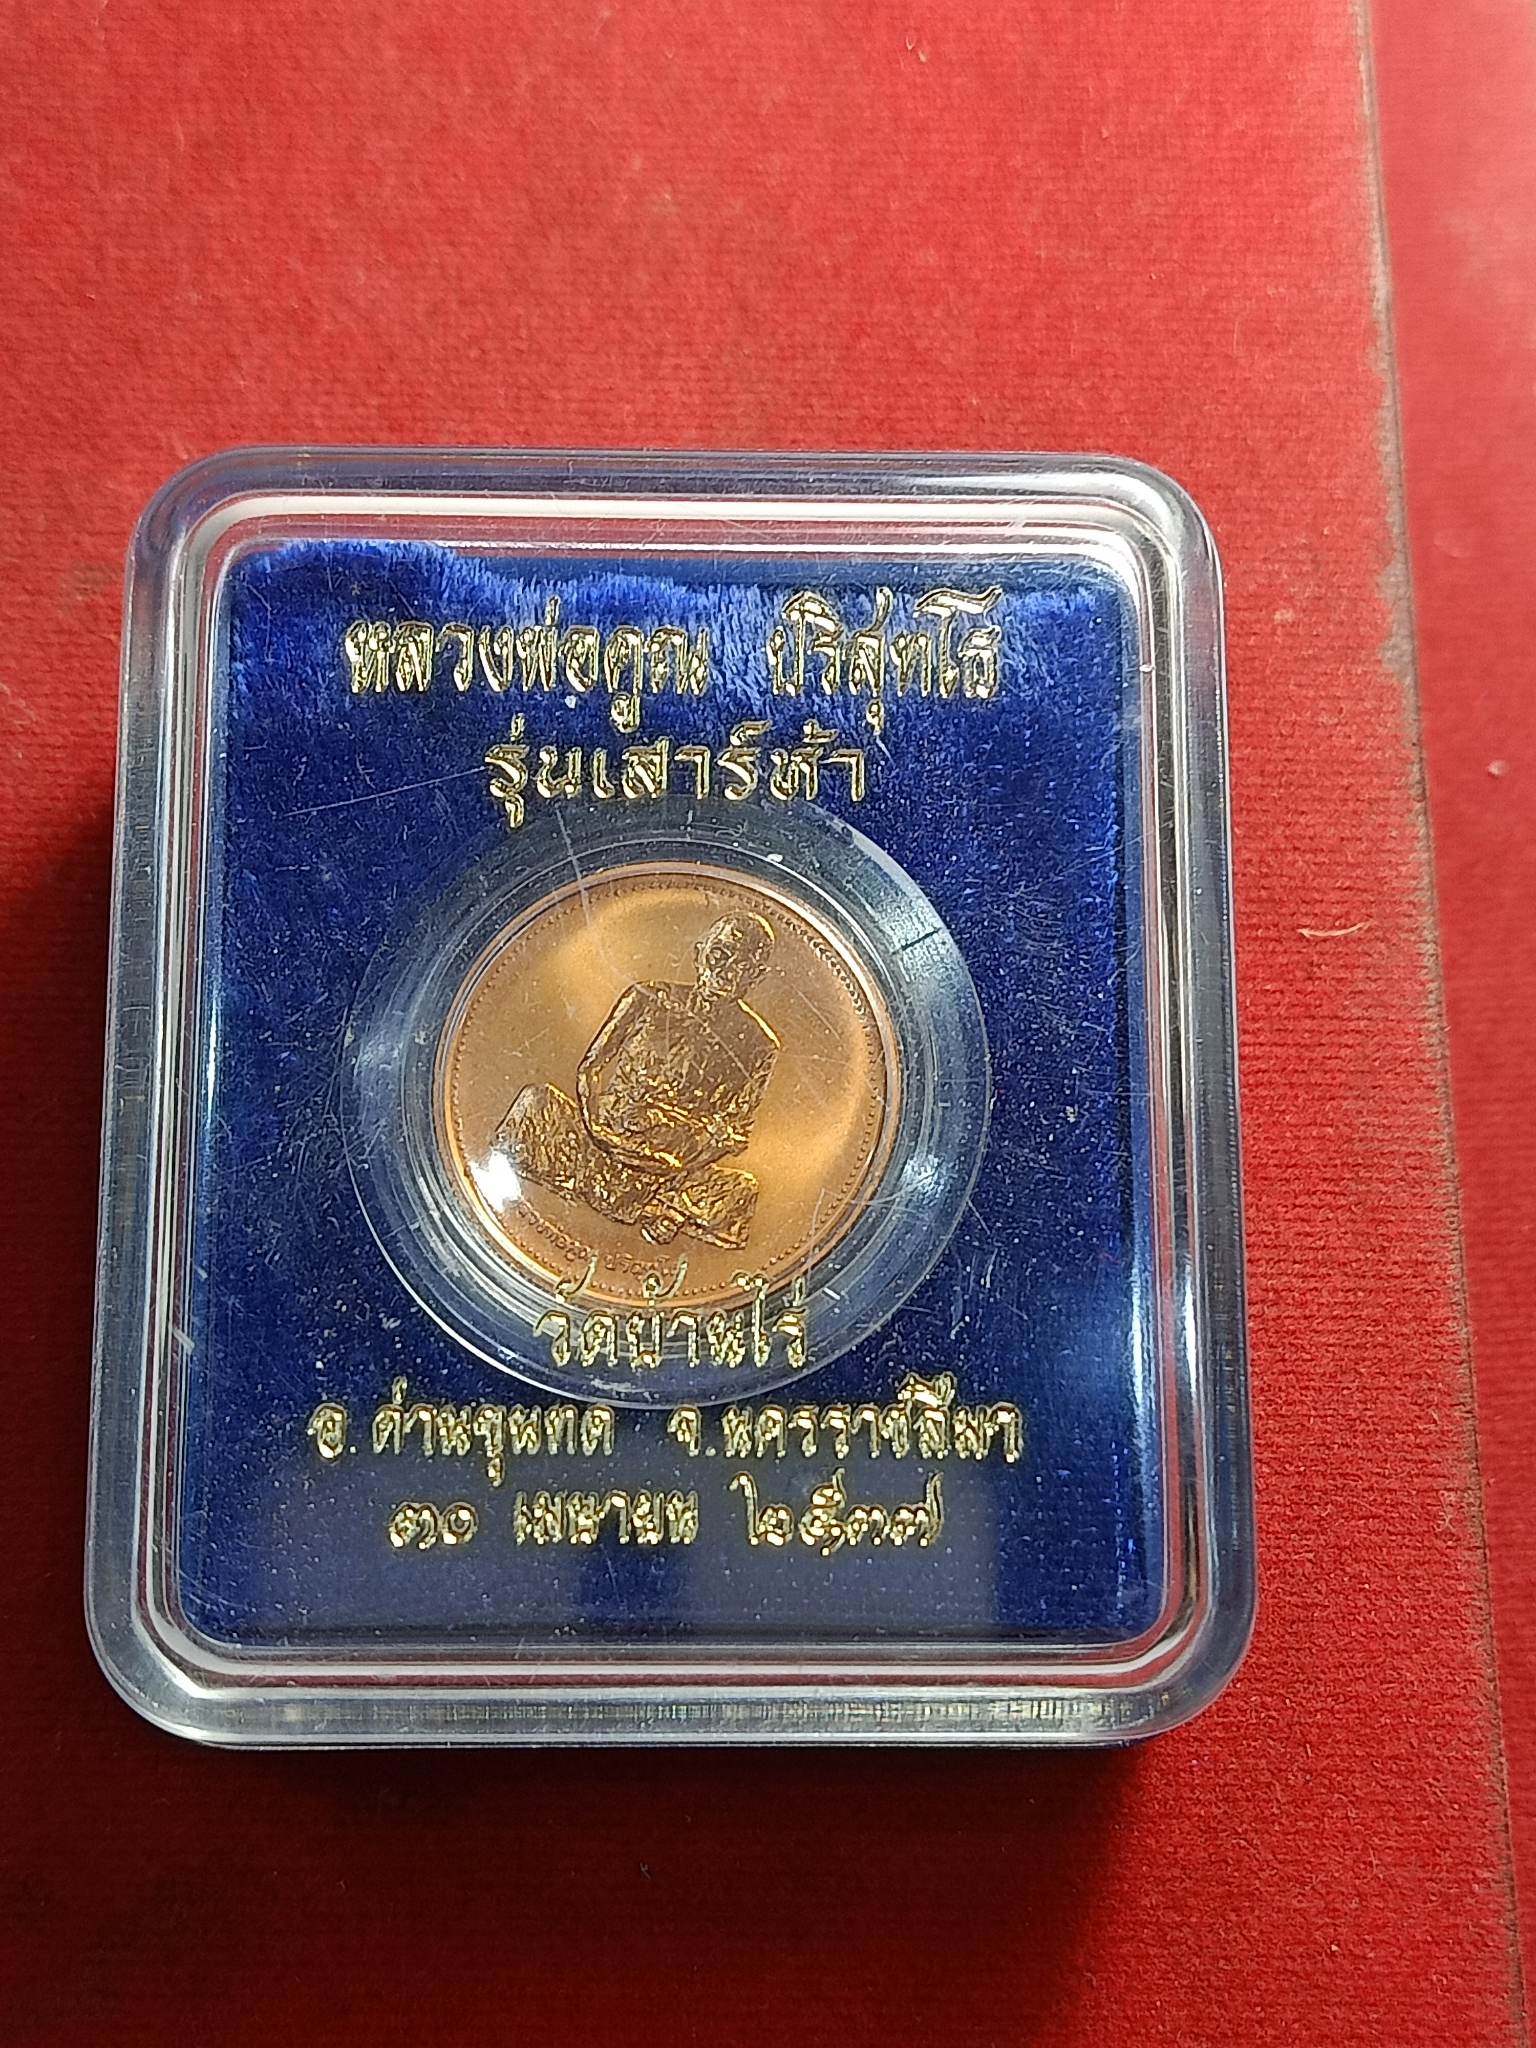 หลวงพ่อคูณ ปริสุทโธ
รุ่นเสาร์ห้า
วัดบ้านไร่
อ.ด่านขุนทด จ.นครราชสีมา
๓๐ เมษายน ๒๕๓๗